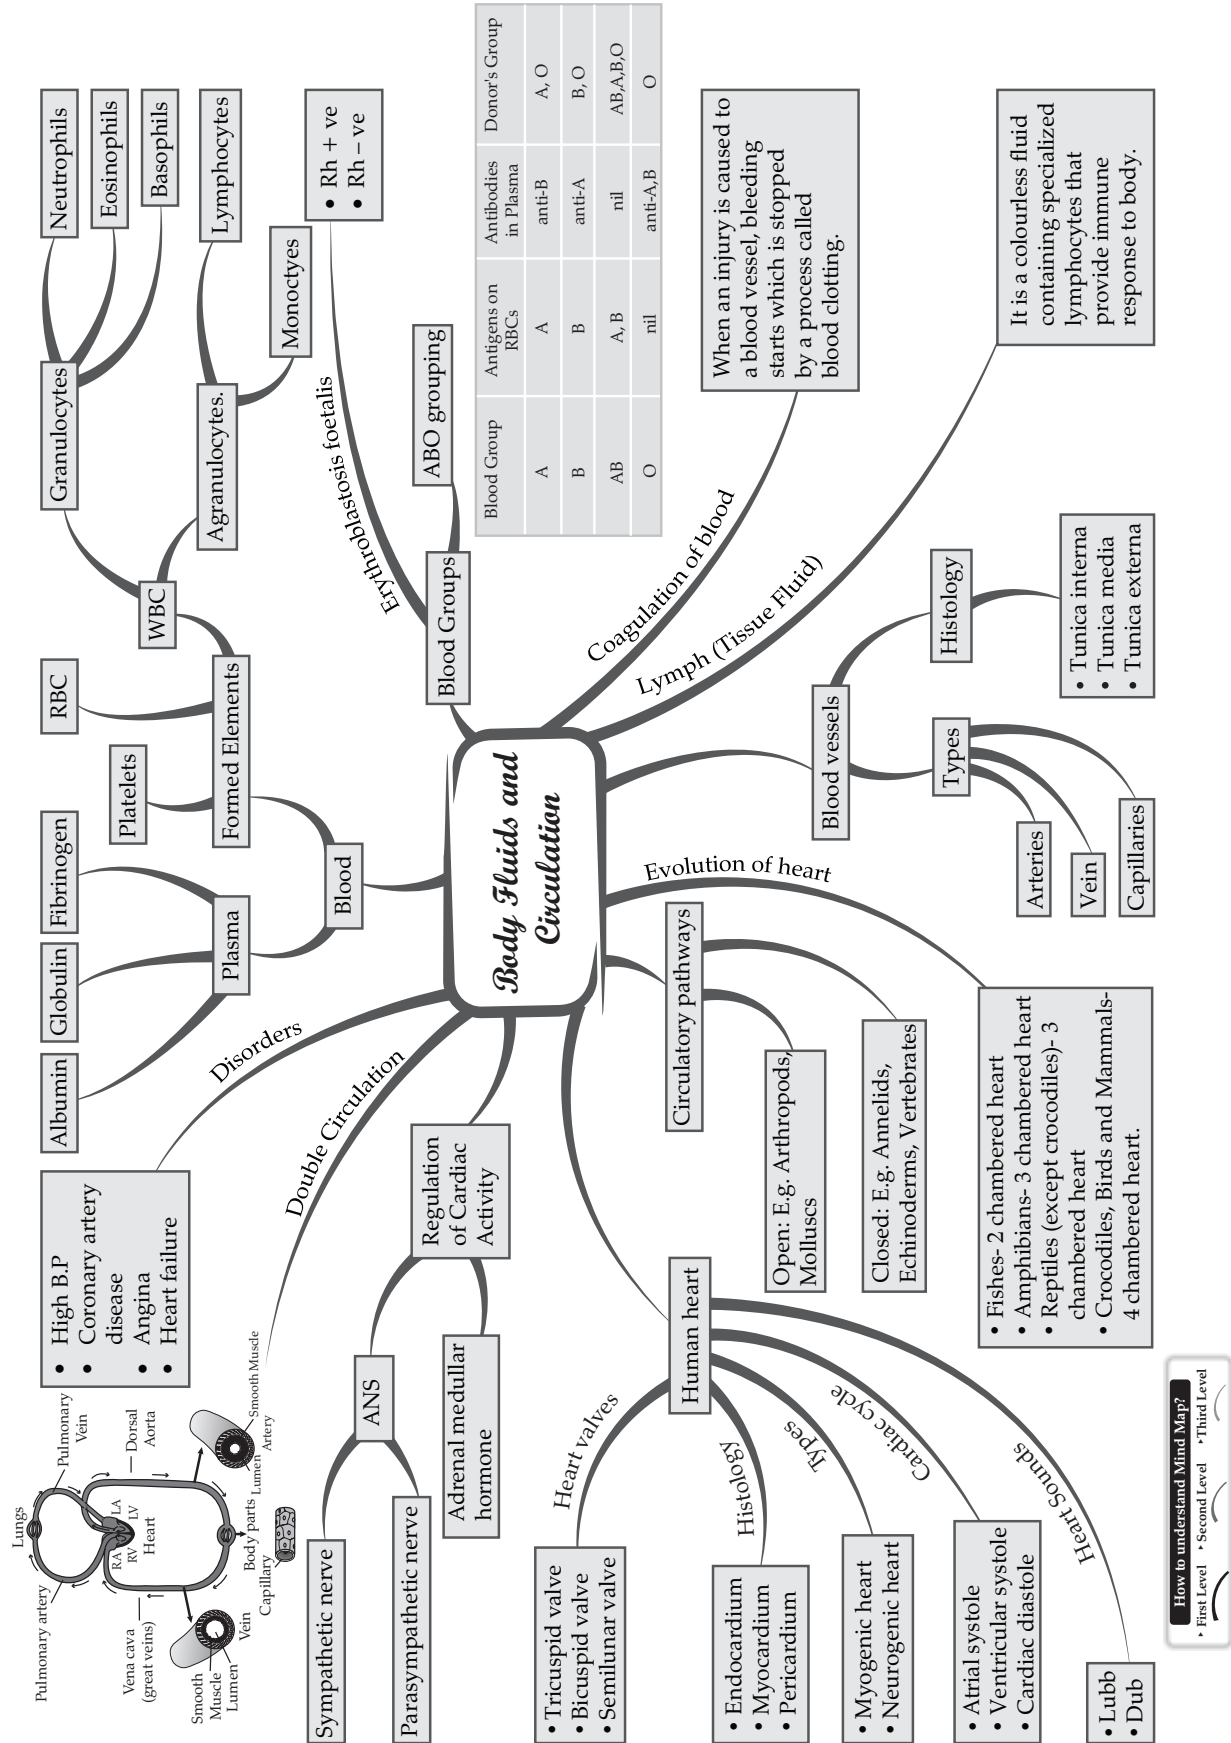 Lungs
Pulmonary artery
Pulmonary
Vein
Vena cava
(great veins)
RA
LA
RV
LV
Heart
Dorsal
Aorta
Smooth
Muscle
Lumen
Vein
Body parts
Capillary
Lumen
Artery
Smooth Muscle
• High B.P
• Coronary artery
disease
• Angina
• Heart failure
Disorders
Double Circulation
Albumin
Globulin
Fibrinogen
Plasma
Platelets
RBC
Formed Elements
Blood
WBC
Granulocytes
Neutrophils
Eosinophils
Basophils
Agranulocytes.
Lymphocytes
Monoctyes
Erythroblastosis foetalis
• Rh + ve
• Rh – ve
Blood Groups
ABO grouping
Blood Group
Antigens on
RBCs
Antibodies
in Plasma
Donor's Group
A A anti-B A, O
B B anti-A B, O
AB A, B nil AB,A,B,O
O nil anti-A,B O
Sympathetic nerve
Parasympathetic nerve
ANS
Adrenal medullar
hormone
Regulation
of Cardiac
Activity
Body Fluids and
Circulation
Coagulation of blood
When an injury is caused to
a blood vessel, bleeding
starts which is stopped
by a process called
blood clotting.
Lymph (Tissue Fluid)
It is a colourless fluid
containing specialized
lymphocytes that
provide immune
response to body.
Human heart
Heart valves
• Tricuspid valve
• Bicuspid valve
• Semilunar valve
Histology
• Endocardium
• Myocardium
• Pericardium
Types
• Myogenic heart
• Neurogenic heart
Cardiac cycle
• Atrial systole
• Ventricular systole
• Cardiac diastole
Heart Sounds
• Lubb
• Dub
Circulatory pathways
Open: E.g. Arthropods,
Molluscs
Closed: E.g. Annelids,
Echinoderms, Vertebrates
Evolution of heart
• Fishes- 2 chambered heart
• Amphibians- 3 chambered heart
• Reptiles (except crocodiles)- 3
chambered heart
• Crocodiles, Birds and Mammals-
4 chambered heart.
Blood vessels
Types
Arteries
Vein
Capillaries
Histology
• Tunica interna
• Tunica media
• Tunica externa
How to understand Mind Map?
First Level
Second Level
Third Level